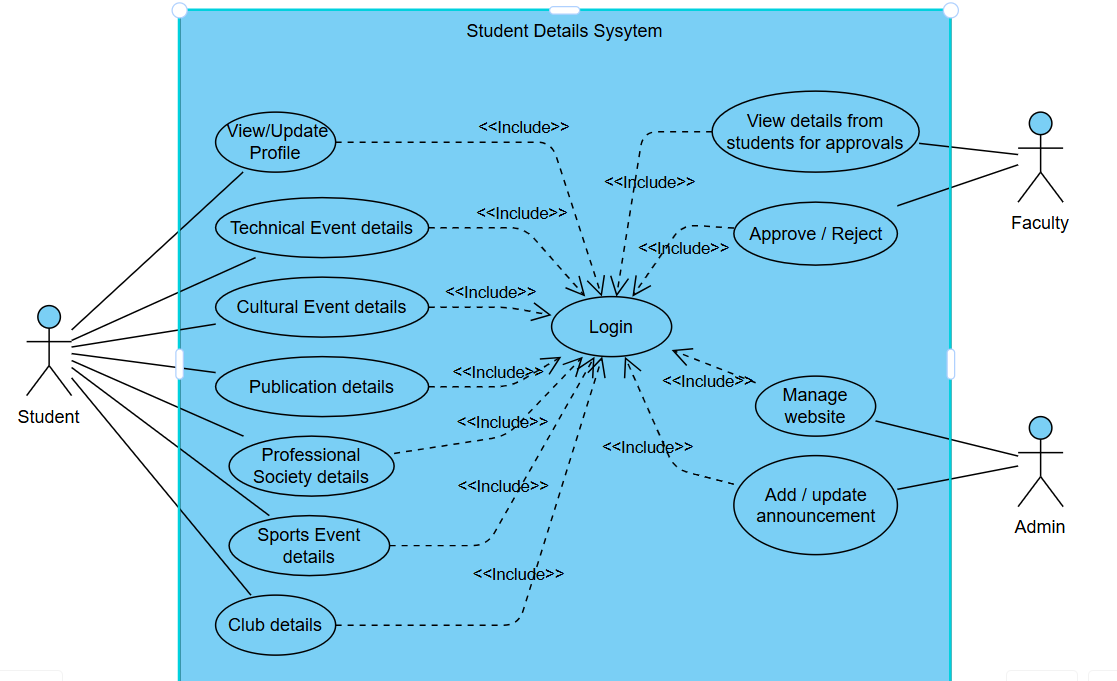 Student Details Sysytem
View/Update
Profile
<<Include>>
View details from
students for approvals
<<Include>>
Faculty
Technical Event details
<<Include>>
Approve / Reject
<<Include>>
Cultural Event details
<<Include>>
Login
Student
Publication details
<<Include>>
<<Include>>
Manage
website
<<Include>>
Professional
Society details
<<Include>>
<<Include>>
Add / update
announcement
Admin
Sports Event
details
<<Include>>
Club details